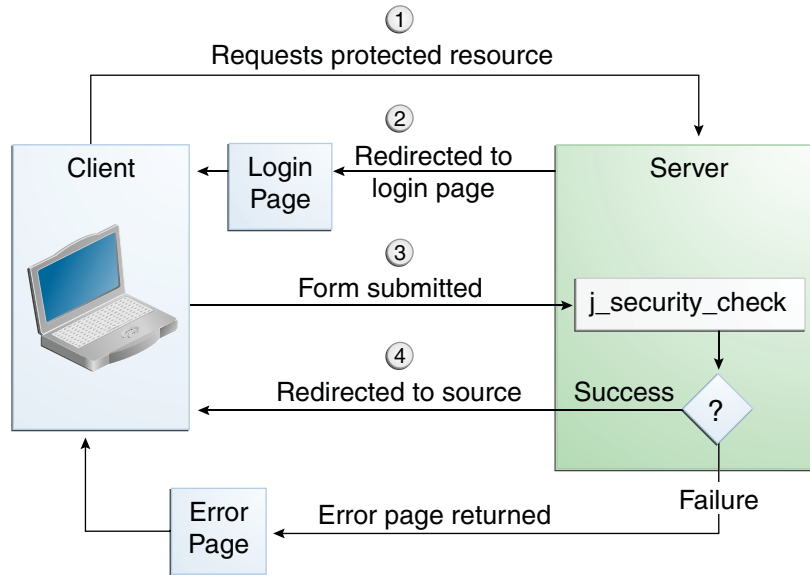 1
Requests protected resource
2
Client
Login
Page
Redirected to
login page
Server
3
Form submitted
j_security_check
4
Redirected to source
Success
?
Failure
Error
Page
Error page returned